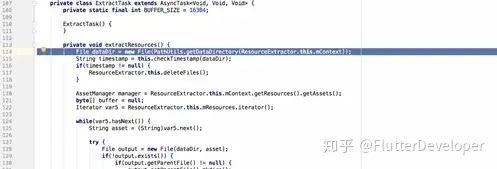 107 private class ExtractTask extends AsyncTask<Void, Void, Void> {
108 private static final int BUFFER_SIZE = 16384;
109
110 ExtractTask() {
111 }
112
113 private void extractResources() {
114 File dataDir = new File(PathUtils.getDataDirectory(ResourceExtractor.this.mContext));
115 String timestamp = this.checkTimestamp(dataDir);
116 if(timestamp != null) {
117 ResourceExtractor.this.deleteFiles();
118 }
119
120 AssetManager manager = ResourceExtractor.this.mContext.getResources().getAssets();
121 byte[] buffer = null;
122 Iterator var5 = ResourceExtractor.this.mResources.iterator();
123
124 while(var5.hasNext()) {
125 String asset = (String)var5.next();
126
127 try {
128 File output = new File(dataDir, asset);
129 if(!output.exists()) {
130 if(output.getParentFile() != null) {
知乎 @FlutterDeveloper